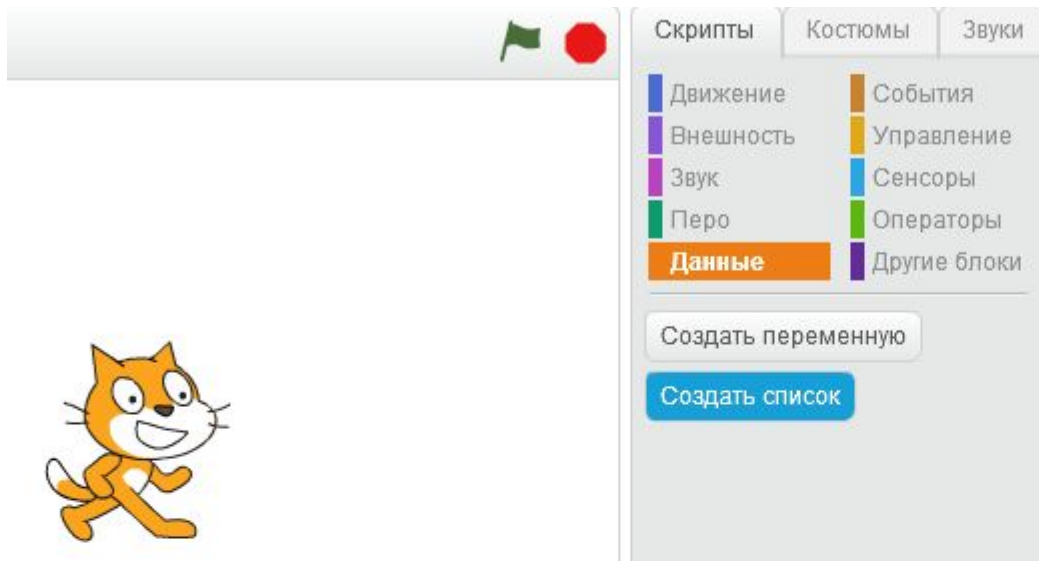 Скрипты Костюмы Звуки
Движение События
Внешность Управление
Звук Сенсоры
Перо Операторы
Данные Другие блоки
Создать переменную
Создать список